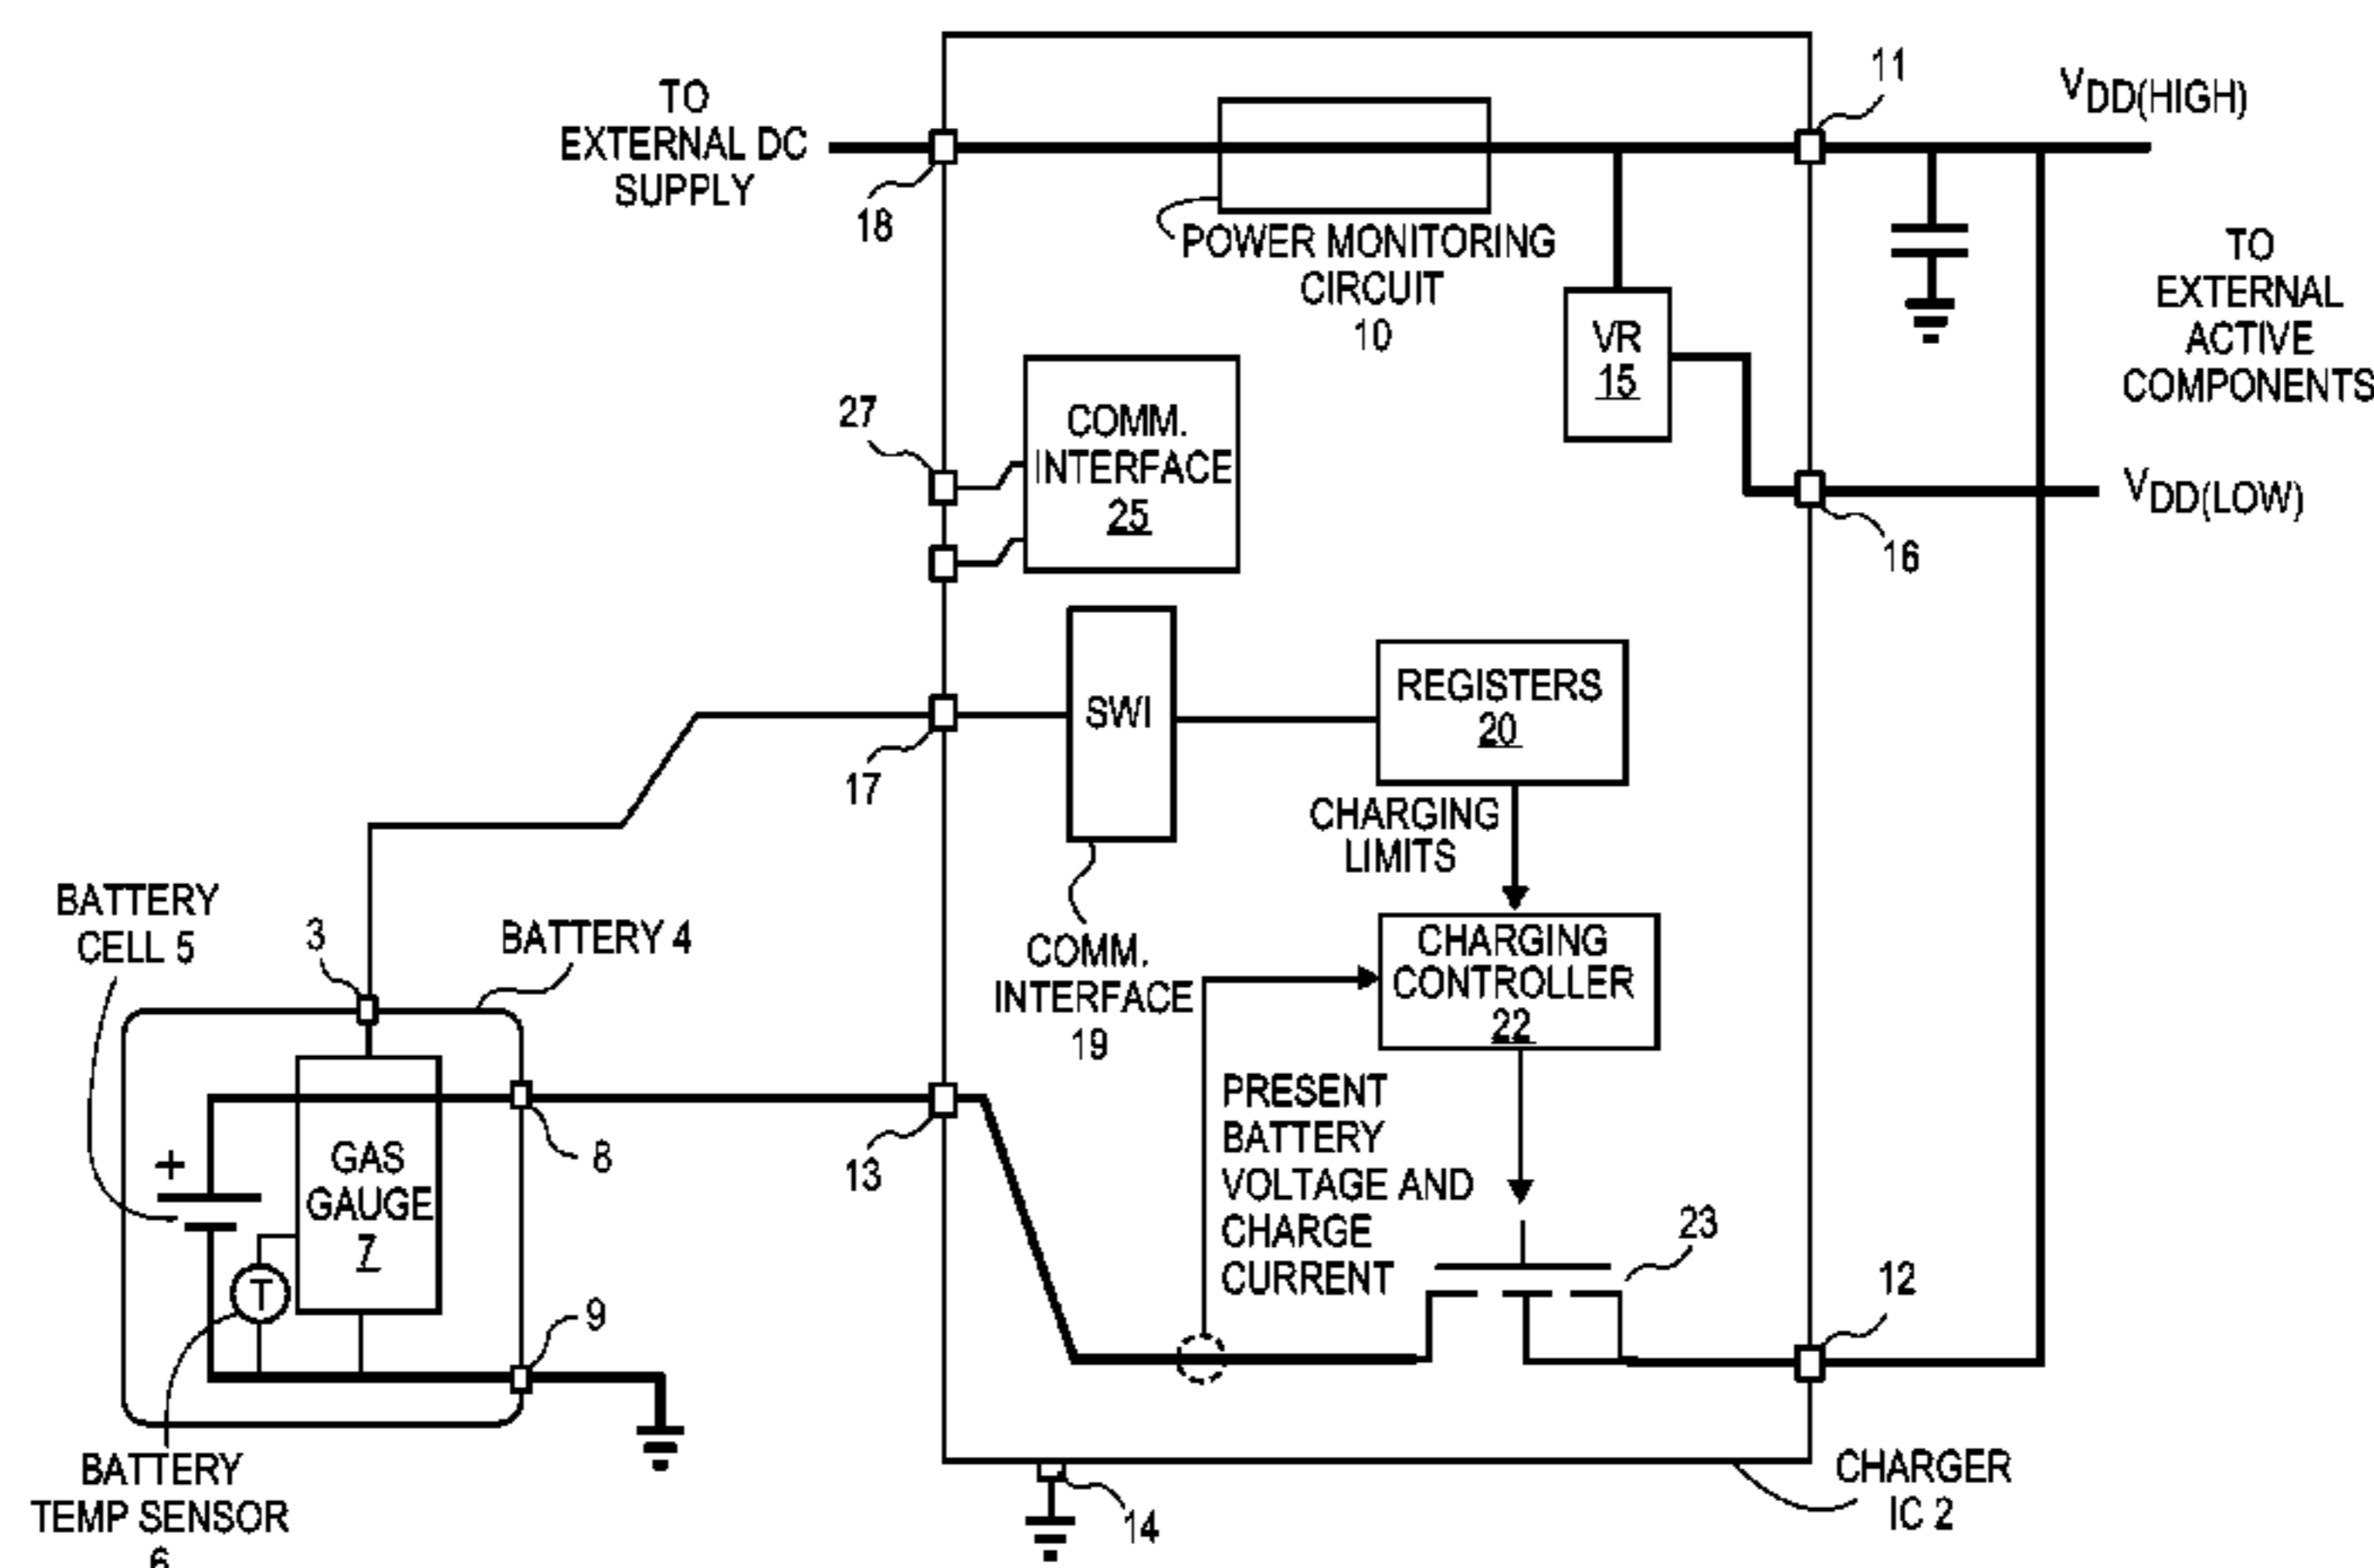 TO
EXTERNAL DC
SUPPLY
18
11
VDD(HIGH)
POWER MONITORING
CIRCUIT
10
VR
15
TO
EXTERNAL
ACTIVE
COMPONENTS
VDD(LOW)
16
27
COMM.
INTERFACE
25
17
SWI
REGISTERS
20
CHARGING
LIMITS
COMM.
INTERFACE
19
CHARGING
CONTROLLER
22
BATTERY
CELL 5
3
BATTERY 4
GAS
GAUGE
7
+
T
8
9
BATTERY
TEMP SENSOR
6
13
PRESENT
BATTERY
VOLTAGE AND
CHARGE
CURRENT
23
12
14
CHARGER
IC 2